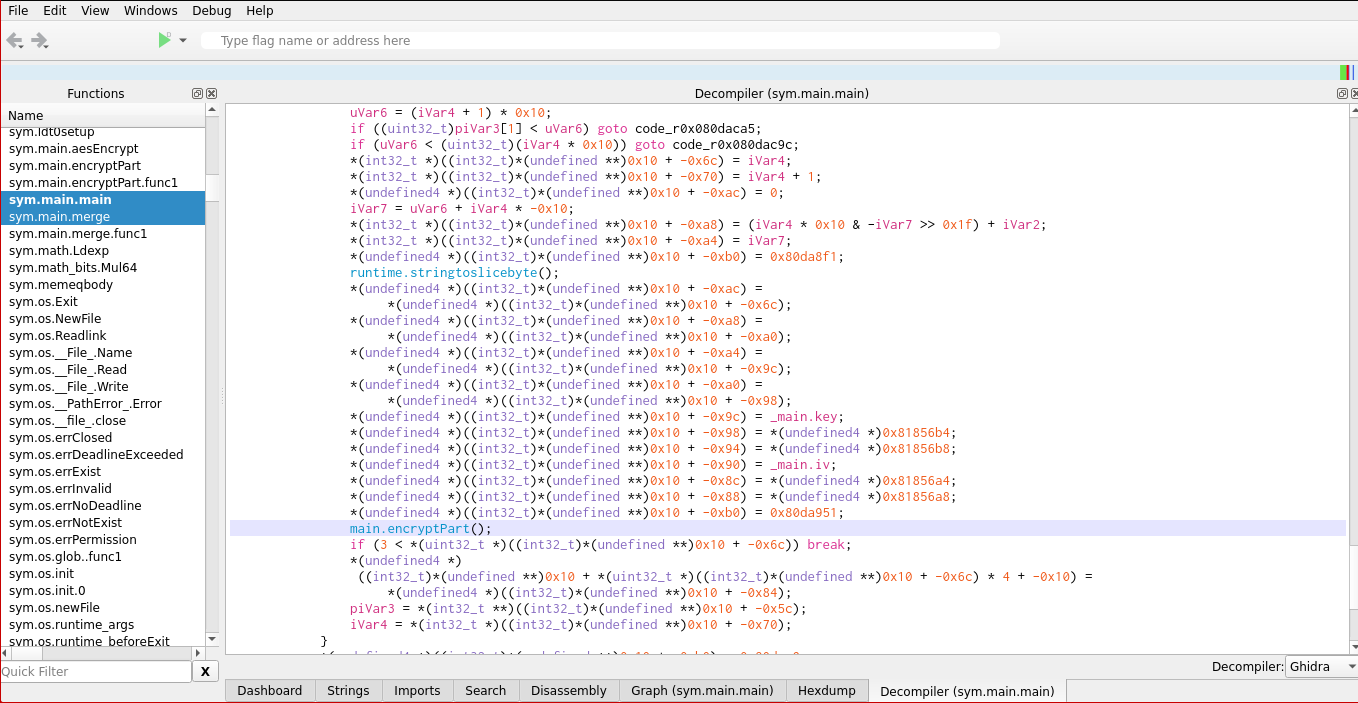 File Edit View Windows Debug Help
Type flag name or address here
Functions
Name
sym.ldt0setup
sym.main.aesEncrypt
sym.main.encryptPart
sym.main.encryptPart.func1
sym.main.main
sym.main.merge
sym.main.merge.func1
sym.math.Ldexp
sym.math_bits.Mul64
sym.memeqbody
sym.os.Exit
sym.os.NewFile
sym.os.Readlink
sym.os.__File_.Name
sym.os.__File_.Read
sym.os.__File_.Write
sym.os.__PathError_.Error
sym.os.__file_.close
sym.os.errClosed
sym.os.errDeadlineExceeded
sym.os.errExist
sym.os.errInvalid
sym.os.errNoDeadline
sym.os.errNotExist
sym.os.errPermission
sym.os.glob..func1
sym.os.init
sym.os.init.0
sym.os.newFile
sym.os.runtime_args
sym.os.runtime_beforeExit
Quick Filter X
Decompiler (sym.main.main)
uVar6 = (iVar4 + 1) * 0x10;
if ((uint32_t)piVar3[1] < uVar6) goto code_r0x080daca5;
if (uVar6 < (uint32_t)(iVar4 * 0x10)) goto code_r0x080dac9c;
*(int32_t *)((int32_t)*(undefined **)0x10 + -0x6c) = iVar4;
*(int32_t *)((int32_t)*(undefined **)0x10 + -0x70) = iVar4 + 1;
*(undefined4 *)((int32_t)*(undefined **)0x10 + -0xac) = 0;
iVar7 = uVar6 + iVar4 * -0x10;
*(int32_t *)((int32_t)*(undefined **)0x10 + -0xa8) = (iVar4 * 0x10 & -iVar7 >> 0x1f) + iVar2;
*(int32_t *)((int32_t)*(undefined **)0x10 + -0xa4) = iVar7;
*(undefined4 *)((int32_t)*(undefined **)0x10 + -0xb0) = 0x80da8f1;
runtime.stringtoslicebyte();
*(undefined4 *)((int32_t)*(undefined **)0x10 + -0xac) =
*(undefined4 *)((int32_t)*(undefined **)0x10 + -0x6c);
*(undefined4 *)((int32_t)*(undefined **)0x10 + -0xa8) =
*(undefined4 *)((int32_t)*(undefined **)0x10 + -0xa0);
*(undefined4 *)((int32_t)*(undefined **)0x10 + -0xa4) =
*(undefined4 *)((int32_t)*(undefined **)0x10 + -0x9c);
*(undefined4 *)((int32_t)*(undefined **)0x10 + -0xa0) =
*(undefined4 *)((int32_t)*(undefined **)0x10 + -0x98);
*(undefined4 *)((int32_t)*(undefined **)0x10 + -0x9c) = _main.key;
*(undefined4 *)((int32_t)*(undefined **)0x10 + -0x98) = *(undefined4 *)0x81856b4;
*(undefined4 *)((int32_t)*(undefined **)0x10 + -0x94) = *(undefined4 *)0x81856b8;
*(undefined4 *)((int32_t)*(undefined **)0x10 + -0x90) = _main.iv;
*(undefined4 *)((int32_t)*(undefined **)0x10 + -0x8c) = *(undefined4 *)0x81856a4;
*(undefined4 *)((int32_t)*(undefined **)0x10 + -0x88) = *(undefined4 *)0x81856a8;
*(undefined4 *)((int32_t)*(undefined **)0x10 + -0xb0) = 0x80da951;
main.encryptPart();
if (3 < *(uint32_t *)((int32_t)*(undefined **)0x10 + -0x6c)) break;
*(undefined4 *)
((int32_t)*(undefined **)0x10 + *(uint32_t *)((int32_t)*(undefined **)0x10 + -0x6c) * 4 + -0x10) =
*(undefined4 *)((int32_t)*(undefined **)0x10 + -0x84);
piVar3 = *(int32_t **)((int32_t)*(undefined **)0x10 + -0x5c);
iVar4 = *(int32_t *)((int32_t)*(undefined **)0x10 + -0x70);
}
Decompiler: Ghidra
Dashboard Strings Imports Search Disassembly Graph (sym.main.main) Hexdump Decompiler (sym.main.main)